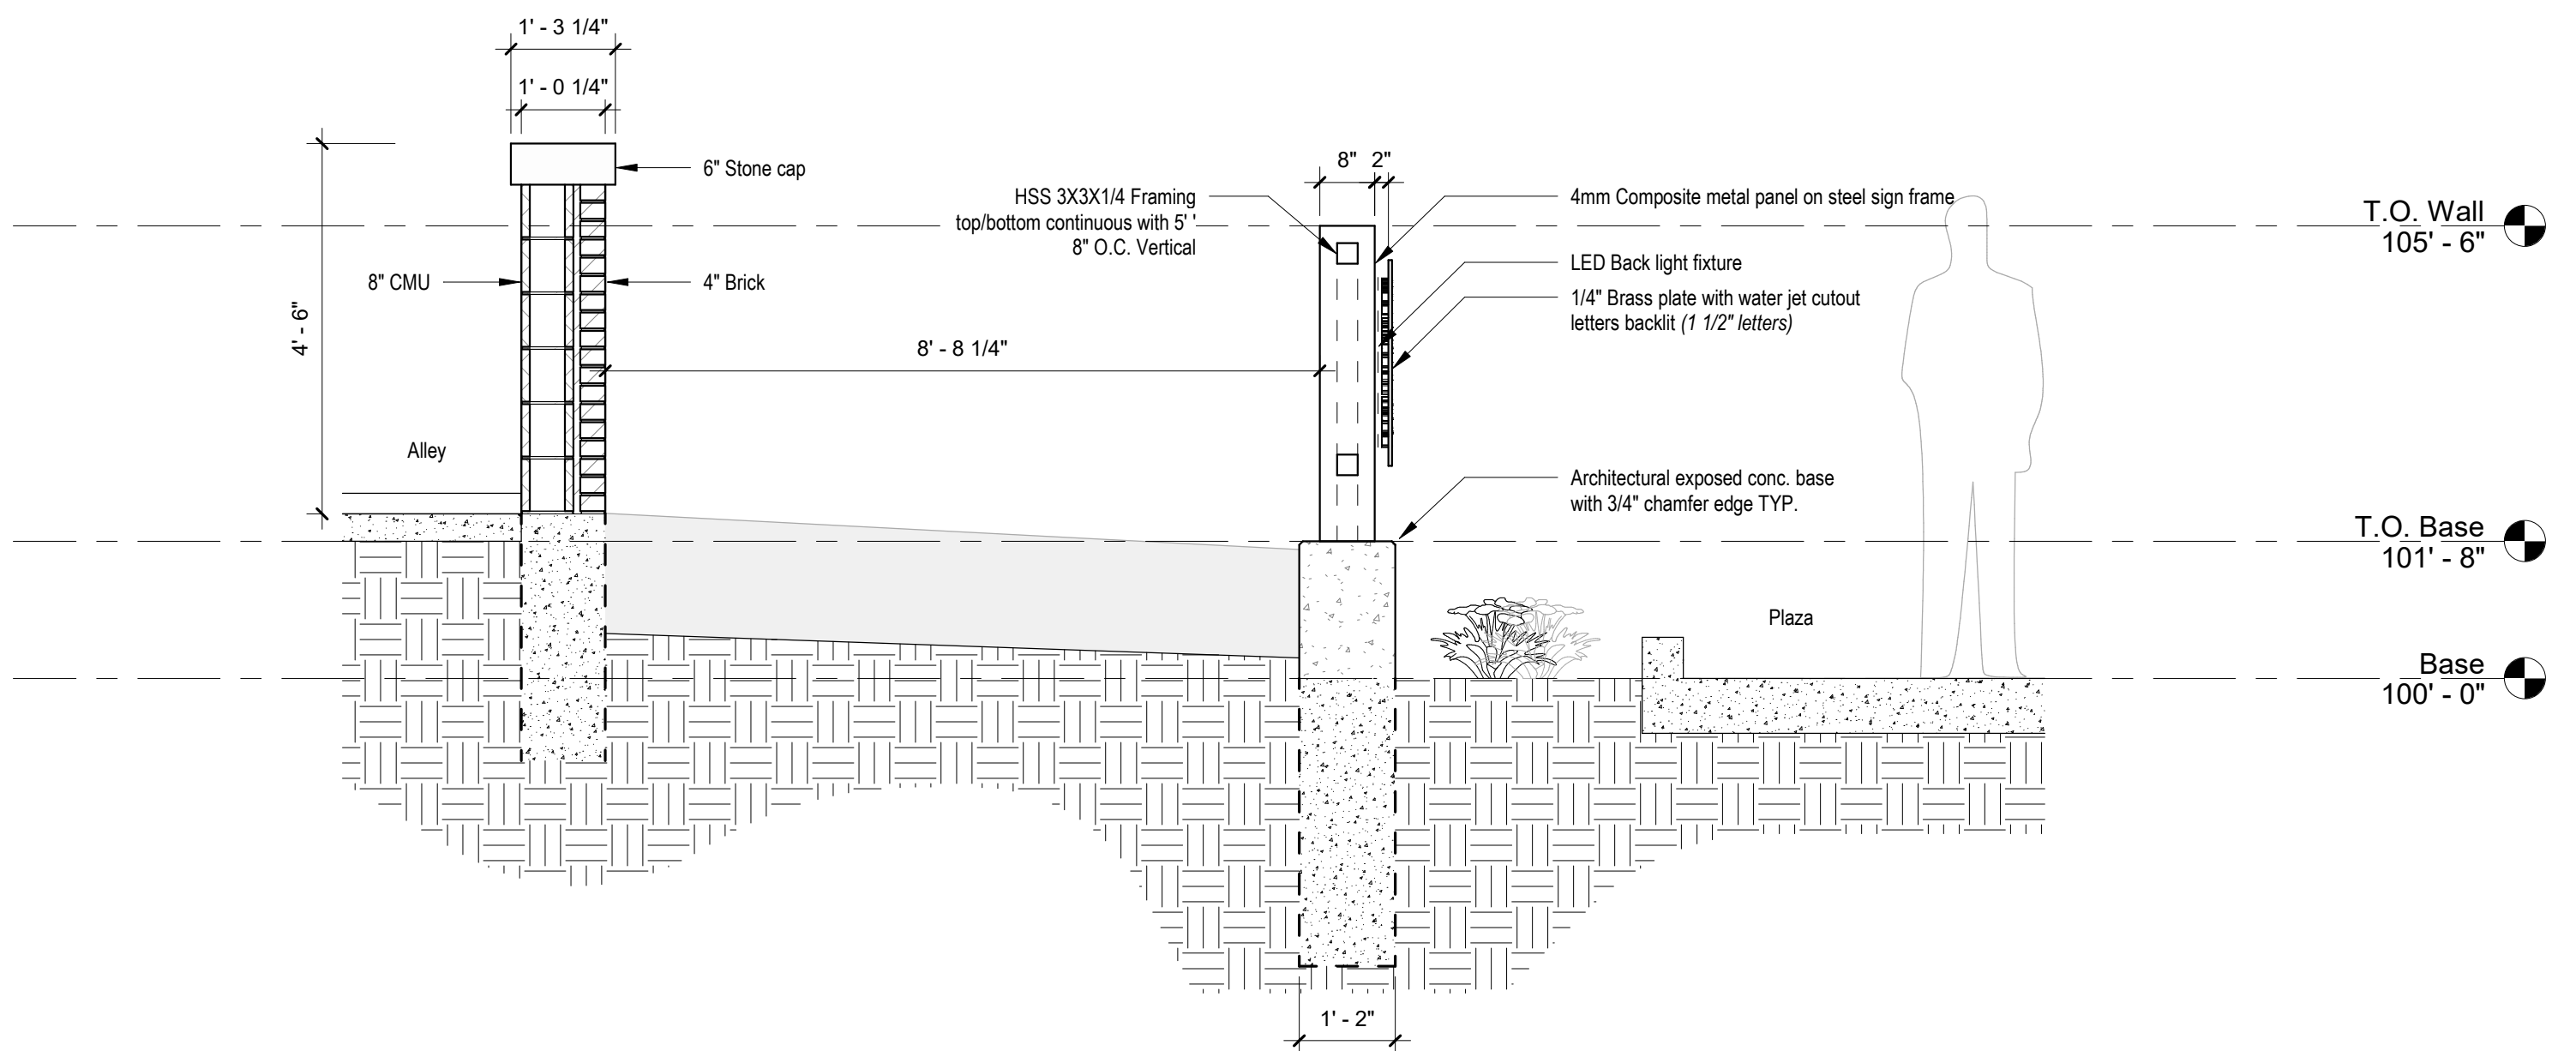 1' - 3 1/4"
1' - 0 1/4"
6" Stone cap
8" CMU
4" Brick
4' - 6"
Alley
8' - 8 1/4"
8" 2"
HSS 3X3X1/4 Framing
top/bottom continuous with 5' '
8" O.C. Vertical
4mm Composite metal panel on steel sign frame
LED Back light fixture
1/4" Brass plate with water jet cutout
letters backlit (1 1/2" letters)
Architectural exposed conc. base
with 3/4" chamfer edge TYP.
Plaza
1' - 2"
T.O. Wall
105' - 6"
T.O. Base
101' - 8"
Base
100' - 0"